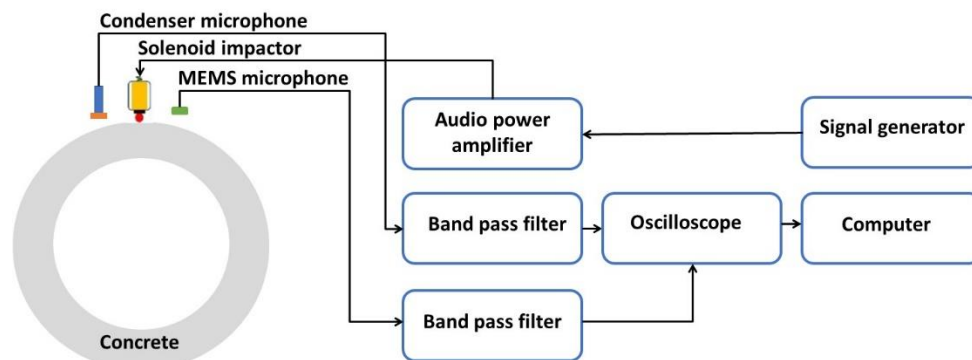 Condenser microphone
Solenoid impactor
MEMS microphone
Audio power
amplifier
Signal generator
Band pass filter
Oscilloscope
Computer
Band pass filter
Concrete